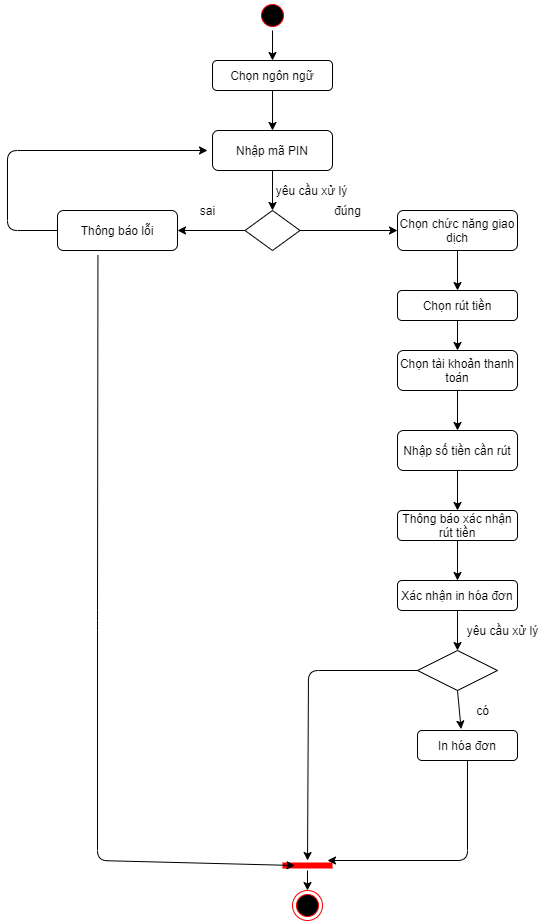 Chọn ngôn ngữ
Nhập mã PIN
yêu cầu xử lý
sai
đúng
Thông báo lỗi
Chọn chức năng giao
dịch
Chọn rút tiền
Chọn tài khoản thanh
toán
Nhập số tiền cần rút
Thông báo xác nhận
rút tiền
Xác nhận in hóa đơn
yêu cầu xử lý
có
In hóa đơn